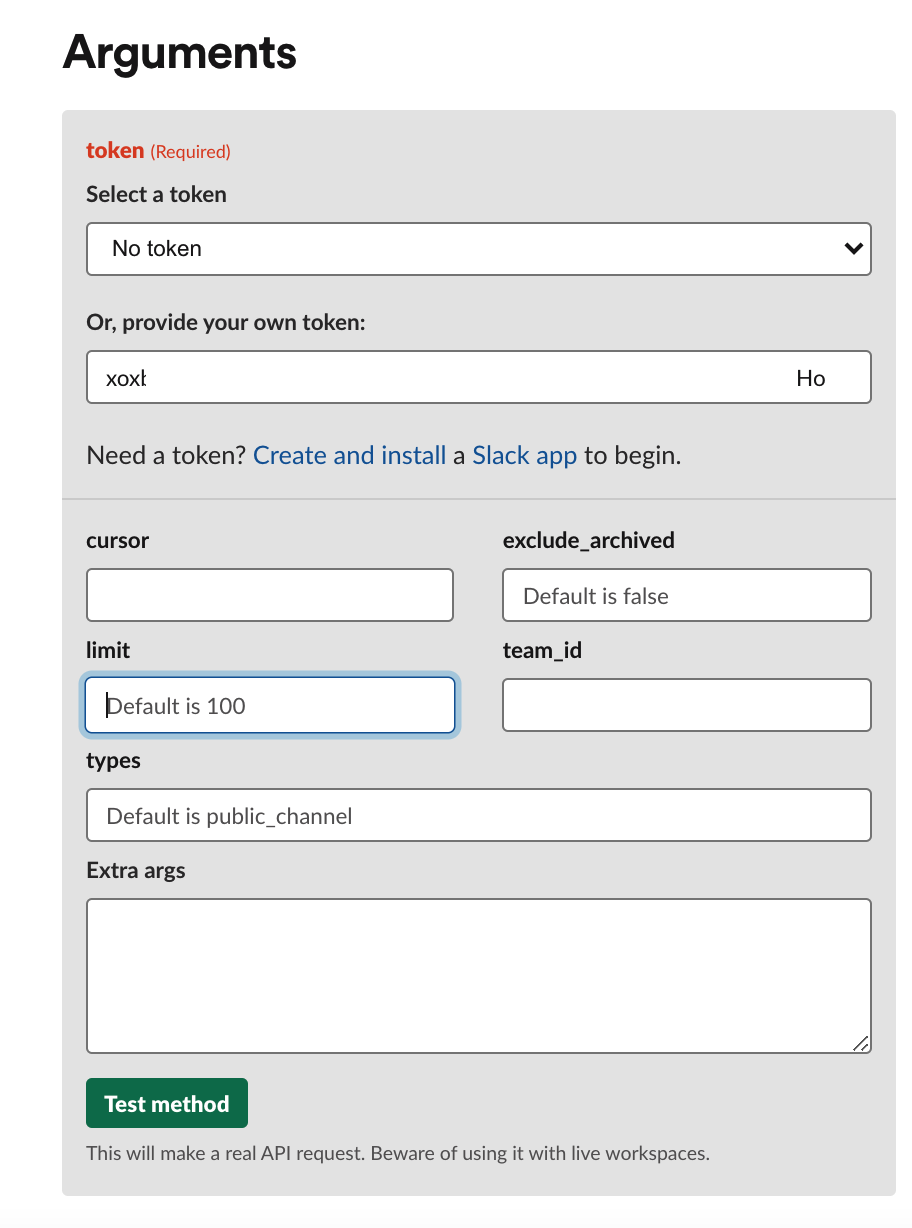 Arguments
token (Required)
Select a token
No token
Or, provide your own token:
xoxb Ho
Need a token? Create and install a Slack app to begin.
cursor exclude_archived
Default is false
limit team_id
Default is 100
types
Default is public_channel
Extra args
Test method
This will make a real API request. Beware of using it with live workspaces.